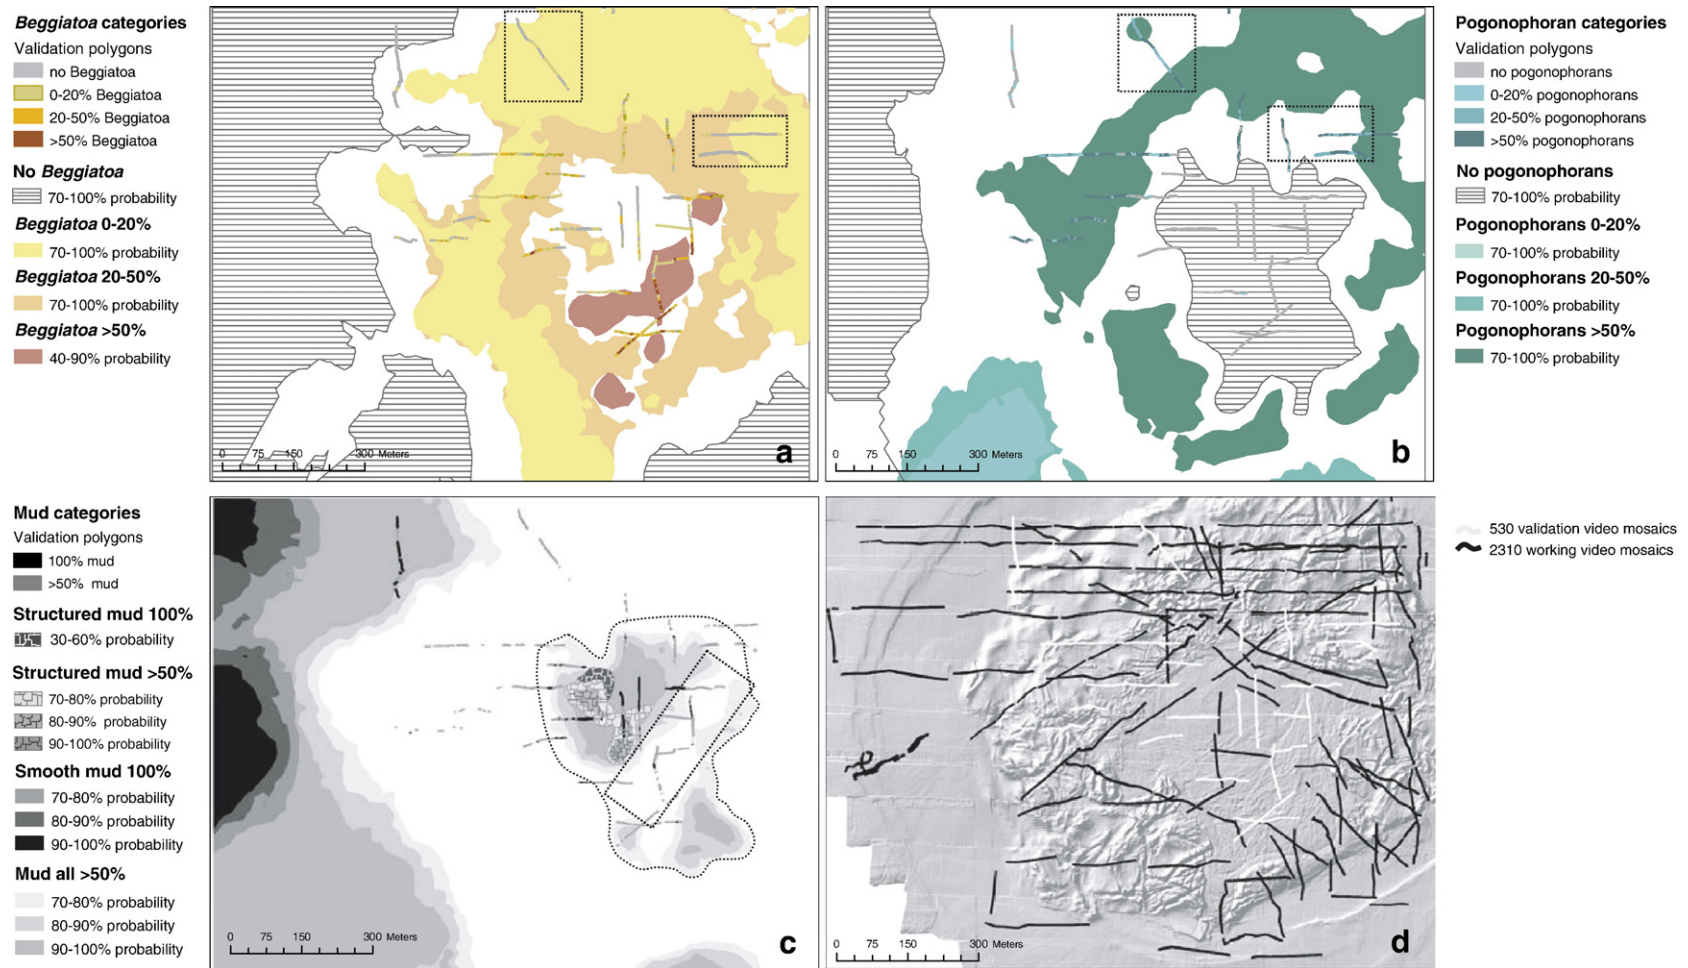 Beggiatoa categories
Validation polygons
no Beggiatoa
0-20% Beggiatoa
20-50% Beggiatoa
>50% Beggiatoa
No Beggiatoa
70-100% probability
Beggiatoa 0-20%
70-100% probability
Beggiatoa 20-50%
70-100% probability
Beggiatoa >50%
40-90% probability
0 75 150 300 Meters
a
0 75 150 300 Meters
b
Pogonophoran categories
Validation polygons
no pogonophorans
0-20% pogonophorans
20-50% pogonophorans
>50% pogonophorans
No pogonophorans
70-100% probability
Pogonophorans 0-20%
70-100% probability
Pogonophorans 20-50%
70-100% probability
Pogonophorans >50%
70-100% probability
Mud categories
Validation polygons
100% mud
>50% mud
Structured mud 100%
30-60% probability
Structured mud >50%
70-80% probability
80-90% probability
90-100% probability
Smooth mud 100%
70-80% probability
80-90% probability
90-100% probability
Mud all >50%
70-80% probability
80-90% probability
90-100% probability
0 75 150 300 Meters
c
0 75 150 300 Meters
d
530 validation video mosaics
2310 working video mosaics